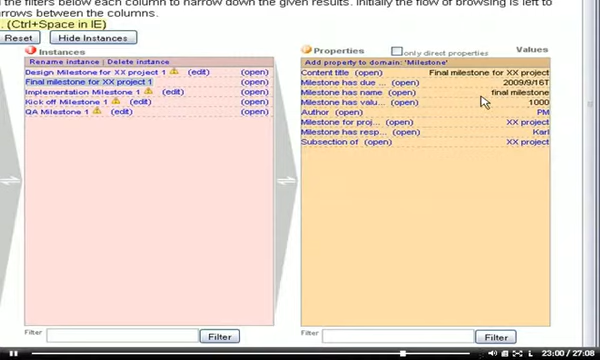 the filters below each column to narrow down the given results. Initially the flow of browsing is left to
arrows between the columns.
. (Ctrl+Space in IE)
Reset Hide Instances
Instances
Rename instance | Delete instance
Design Milestone for XX project 1 (edit) (open)
Final milestone for XX project 1 (open)
Implementation Milestone 1 (edit) (open)
Kick off Milestone 1 (edit) (open)
QA Milestone 1 (edit) (open)
Filter Filter
Properties only direct properties Values
Add property to domain: 'Milestone'
Content title (open) Final milestone for XX project
Milestone has due ... (open) 2009/9/16T
Milestone has name (open) final milestone
Milestone has valu... (open) 1000
Author (open) PM
Milestone for proj... (open) XX project
Milestone has resp... (open) Karl
Subsection of (open) XX project
Filter Filter
23:00 / 27:08